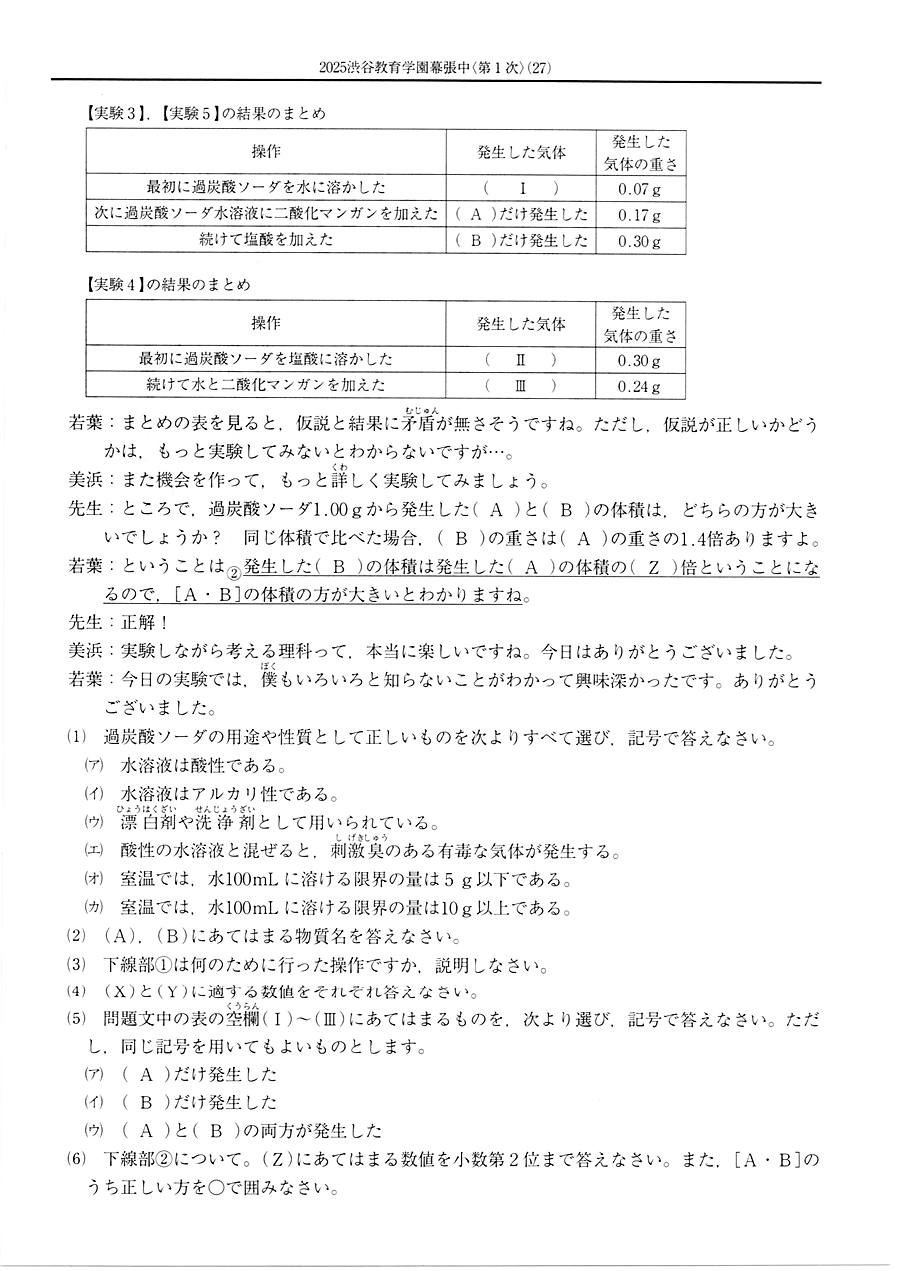 2025渋谷教育学園幕張中〈第1次〉(27)
【実験3】,【実験5】の結果のまとめ
操作 発生した気体 発生した気体の重さ
最初に過炭酸ソーダを水に溶かした ( Ⅰ ) 0.07g
次に過炭酸ソーダ水溶液に二酸化マンガンを加えた ( A )だけ発生した 0.17g
続けて塩酸を加えた ( B )だけ発生した 0.30g
【実験4】の結果のまとめ
操作 発生した気体 発生した気体の重さ
最初に過炭酸ソーダを塩酸に溶かした ( Ⅱ ) 0.30g
続けて水と二酸化マンガンを加えた ( Ⅲ ) 0.24g
若葉:まとめの表を見ると,仮説と結果に矛盾(むじゅん)が無さそうですね。ただし,仮説が正しいかどう
かは,もっと実験してみないとわからないですが…。
美浜:また機会を作って,もっと詳(くわ)しく実験してみましょう。
先生:ところで,過炭酸ソーダ1.00gから発生した( A )と( B )の体積は,どちらの方が大き
いでしょうか? 同じ体積で比べた場合,( B )の重さは( A )の重さの1.4倍ありますよ。
若葉:ということは②発生した( B )の体積は発生した( A )の体積の( Z )倍ということにな
るので,[A・B]の体積の方が大きいとわかりますね。
先生:正解!
美浜:実験しながら考える理科って,本当に楽しいですね。今日はありがとうございました。
若葉:今日の実験では,僕(ぼく)もいろいろと知らないことがわかって興味深かったです。ありがとう
ございました。
(1) 過炭酸ソーダの用途や性質として正しいものを次よりすべて選び,記号で答えなさい。
(ア) 水溶液は酸性である。
(イ) 水溶液はアルカリ性である。
(ウ) 漂白剤(ひょうはくざい)や洗浄剤(せんじょうざい)として用いられている。
(エ) 酸性の水溶液と混ぜると,刺激臭(しげきしゅう)のある有毒な気体が発生する。
(オ) 室温では,水100mLに溶ける限界の量は5g以下である。
(カ) 室温では,水100mLに溶ける限界の量は10g以上である。
(2) (A),(B)にあてはまる物質名を答えなさい。
(3) 下線部①は何のために行った操作ですか,説明しなさい。
(4) (X)と(Y)に適する数値をそれぞれ答えなさい。
(5) 問題文中の表の空欄(くうらん)(Ⅰ)~(Ⅲ)にあてはまるものを,次より選び,記号で答えなさい。ただ
し,同じ記号を用いてもよいものとします。
(ア) ( A )だけ発生した
(イ) ( B )だけ発生した
(ウ) ( A )と( B )の両方が発生した
(6) 下線部②について。(Z)にあてはまる数値を小数第2位まで答えなさい。また,[A・B]の
うち正しい方を○で囲みなさい。